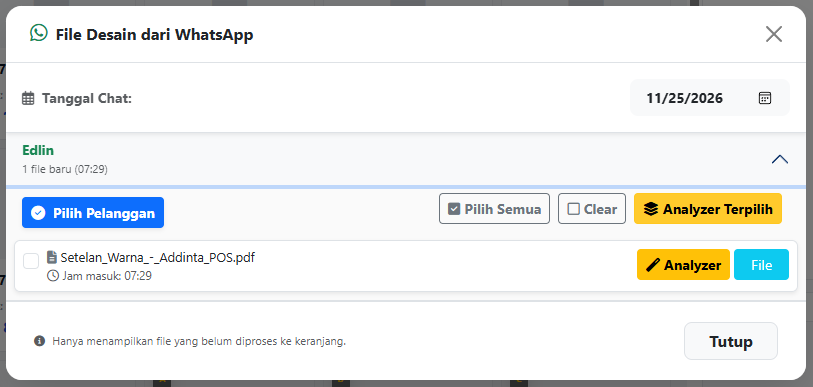 File Desain dari WhatsApp
Tanggal Chat:
11/25/2026
Edlin
1 file baru (07:29)
Pilih Pelanggan
Pilih Semua
Clear
Analyzer Terpilih
Setelan_Warna_-_Addinta_POS.pdf
Jam masuk: 07:29
Analyzer
File
Hanya menampilkan file yang belum diproses ke keranjang.
Tutup